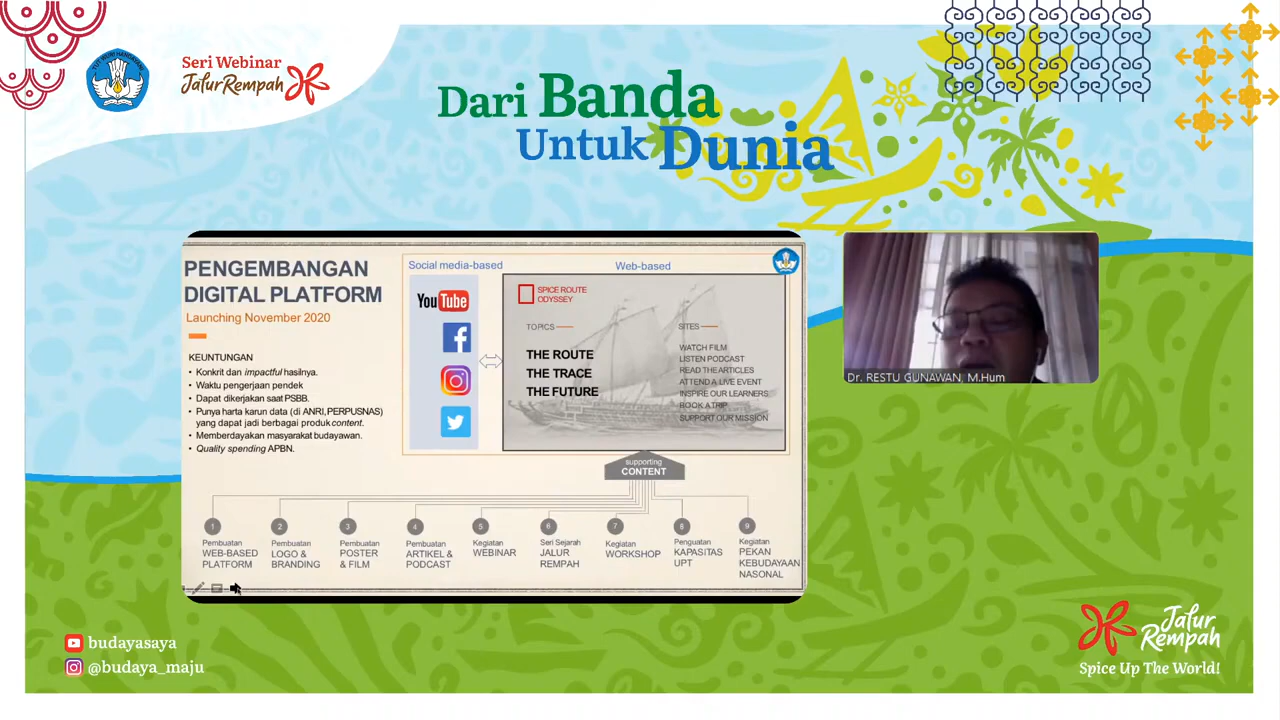 Seri Webinar
Jalur Rempah
Dari Banda
Untuk Dunia
PENGEMBANGAN
DIGITAL PLATFORM
Launching November 2020
KEUNTUNGAN
• Konkrit dan impactful hasilnya.
• Waktu pengerjaan pendek
• Dapat dikerjakan saat PSBB.
• Punya harta karun data (di ANRI, PERPUSNAS)
yang dapat jadi berbagai produk content.
• Memberdayakan masyarakat budayawan.
• Quality spending APBN.
Social media-based
Web-based
YouTube
SPICE ROUTE
ODYSSEY
TOPICS
THE ROUTE
THE TRACE
THE FUTURE
SITES
WATCH FILM
LISTEN PODCAST
READ THE ARTICLES
ATTEND A LIVE EVENT
INSPIRE OUR LEARNERS
BOOK A TRIP
SUPPORT OUR MISSION
supporting
CONTENT
1
Pembuatan
WEB-BASED
PLATFORM
2
Pembuatan
LOGO &
BRANDING
3
Pembuatan
POSTER
& FILM
4
Pembuatan
ARTIKEL &
PODCAST
5
Kegiatan
WEBINAR
6
Seri Sejarah
JALUR
REMPAH
7
Kegiatan
WORKSHOP
8
Penguatan
KAPASITAS
UPT
9
Kegiatan
PEKAN
KEBUDAYAAN
NASONAL
Dr. RESTU GUNAWAN, M.Hum
budayasaya
@budaya_maju
Jalur
Rempah
Spice Up The World!